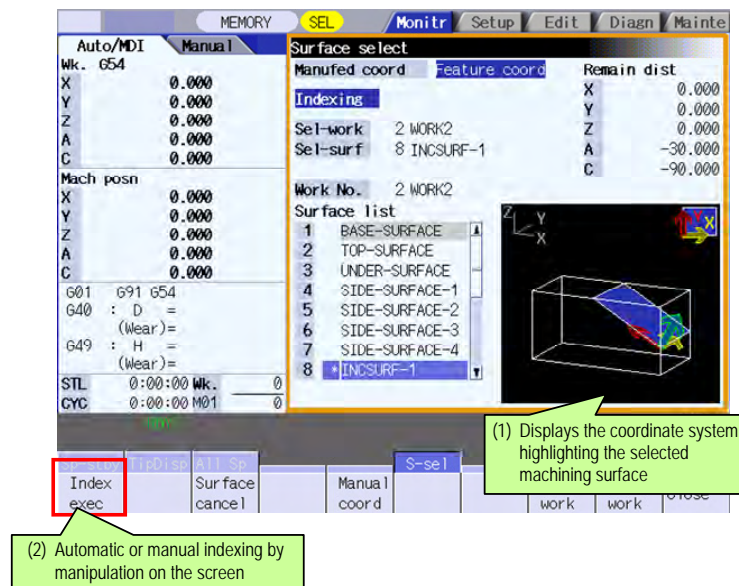 MEMORY SEL Monitr Setup Edit Diagn Mainte
Auto/MDI Manual
Wk. G54
X 0.000
Y 0.000
Z 0.000
A 0.000
C 0.000
Mach posn
X 0.000
Y 0.000
Z 0.000
A 0.000
C 0.000
G01 G91 G54
G40 : D =
(Wear)=
G49 : H =
(Wear)=
STL 0:00:00 Wk. 0
CYC 0:00:00 M01 0
Surface select
Manufed coord Feature coord Remain dist
X 0.000
Indexing Y 0.000
Sel-work 2 WORK2 Z 0.000
Sel-surf 8 INCSURF-1 A -30.000
C -90.000
Work No. 2 WORK2
Surface list
1 BASE-SURFACE
2 TOP-SURFACE
3 UNDER-SURFACE
4 SIDE-SURFACE-1
5 SIDE-SURFACE-2
6 SIDE-SURFACE-3
7 SIDE-SURFACE-4
8 *INCSURF-1
Z Y
X
Y X
(1) Displays the coordinate system
highlighting the selected
machining surface
Sp-stby TipDisp All Sp S-sel
Index Surface Manual
exec cancel coord work work
(2) Automatic or manual indexing by
manipulation on the screen